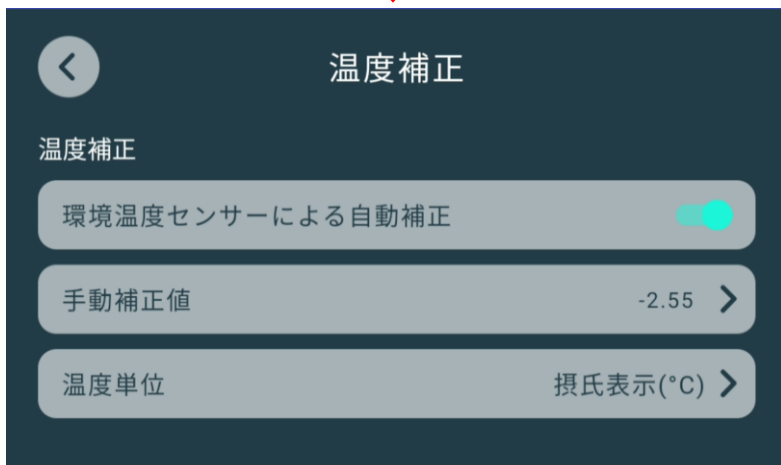 温度補正
温度補正
環境温度センサーによる自動補正
手動補正値 -2.55
温度単位 摂氏表示(°C)